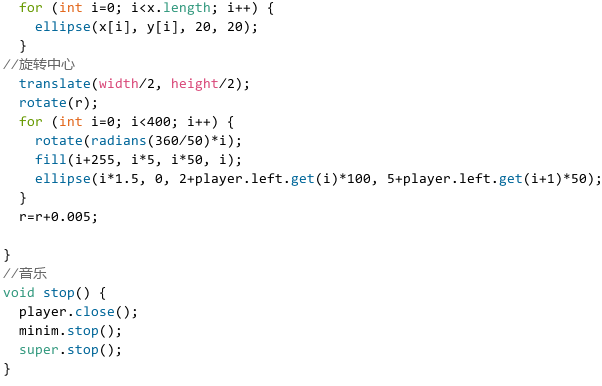 for (int i=0; i<x.length; i++) {
ellipse(x[i], y[i], 20, 20);
}
//旋转中心
translate(width/2, height/2);
rotate(r);
for (int i=0; i<400; i++) {
rotate(radians(360/50)*i);
fill(i+255, i*5, i*50, i);
ellipse(i*1.5, 0, 2+player.left.get(i)*100, 5+player.left.get(i+1)*50);
}
r=r+0.005;
}
//音乐
void stop() {
player.close();
minim.stop();
super.stop();
}